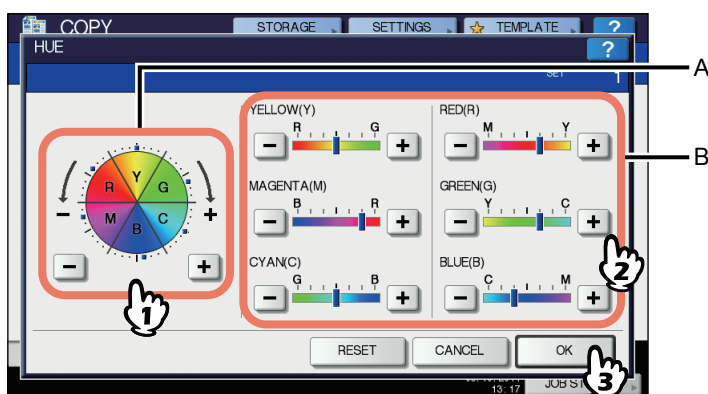 COPY STORAGE SETTINGS TEMPLATE ?
HUE ?
SET 1
A
B
YELLOW(Y)
R G
- +
MAGENTA(M)
B R
- +
CYAN(C)
G B
- +
RED(R)
M Y
- +
GREEN(G)
Y C
- +
BLUE(B)
C M
- +
Y
R G
M C
B
- +
- +
1
2
RESET CANCEL OK
3
13:17 JOB ST